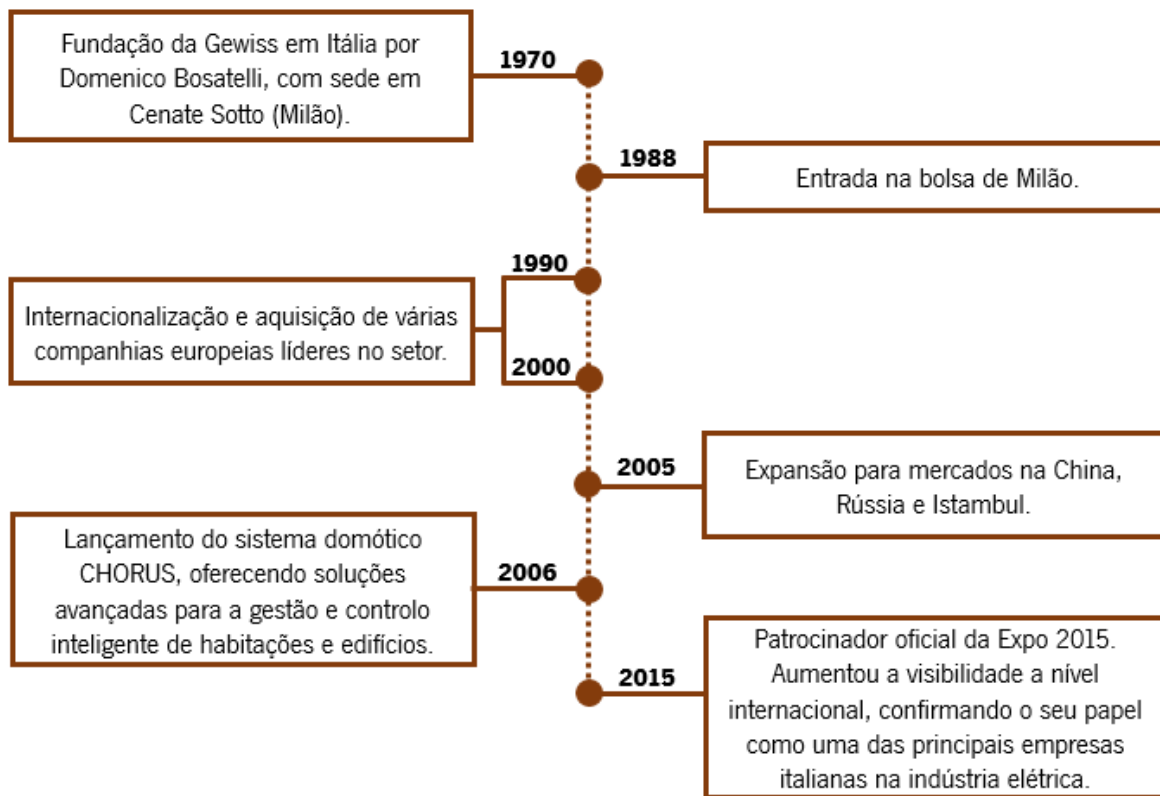 1970
Fundação da Gewiss em Itália por
Domenico Bosatelli, com sede em
Cenate Sotto (Milão).
1988
Entrada na bolsa de Milão.
1990
Internacionalização e aquisição de várias
companhias europeias líderes no setor.
2000
2005
Expansão para mercados na China,
Rússia e Istambul.
2006
Lançamento do sistema domótico
CHORUS, oferecendo soluções
avançadas para a gestão e controlo
inteligente de habitações e edifícios.
2015
Patrocinador oficial da Expo 2015.
Aumentou a visibilidade a nível
internacional, confirmando o seu papel
como uma das principais empresas
italianas na indústria elétrica.